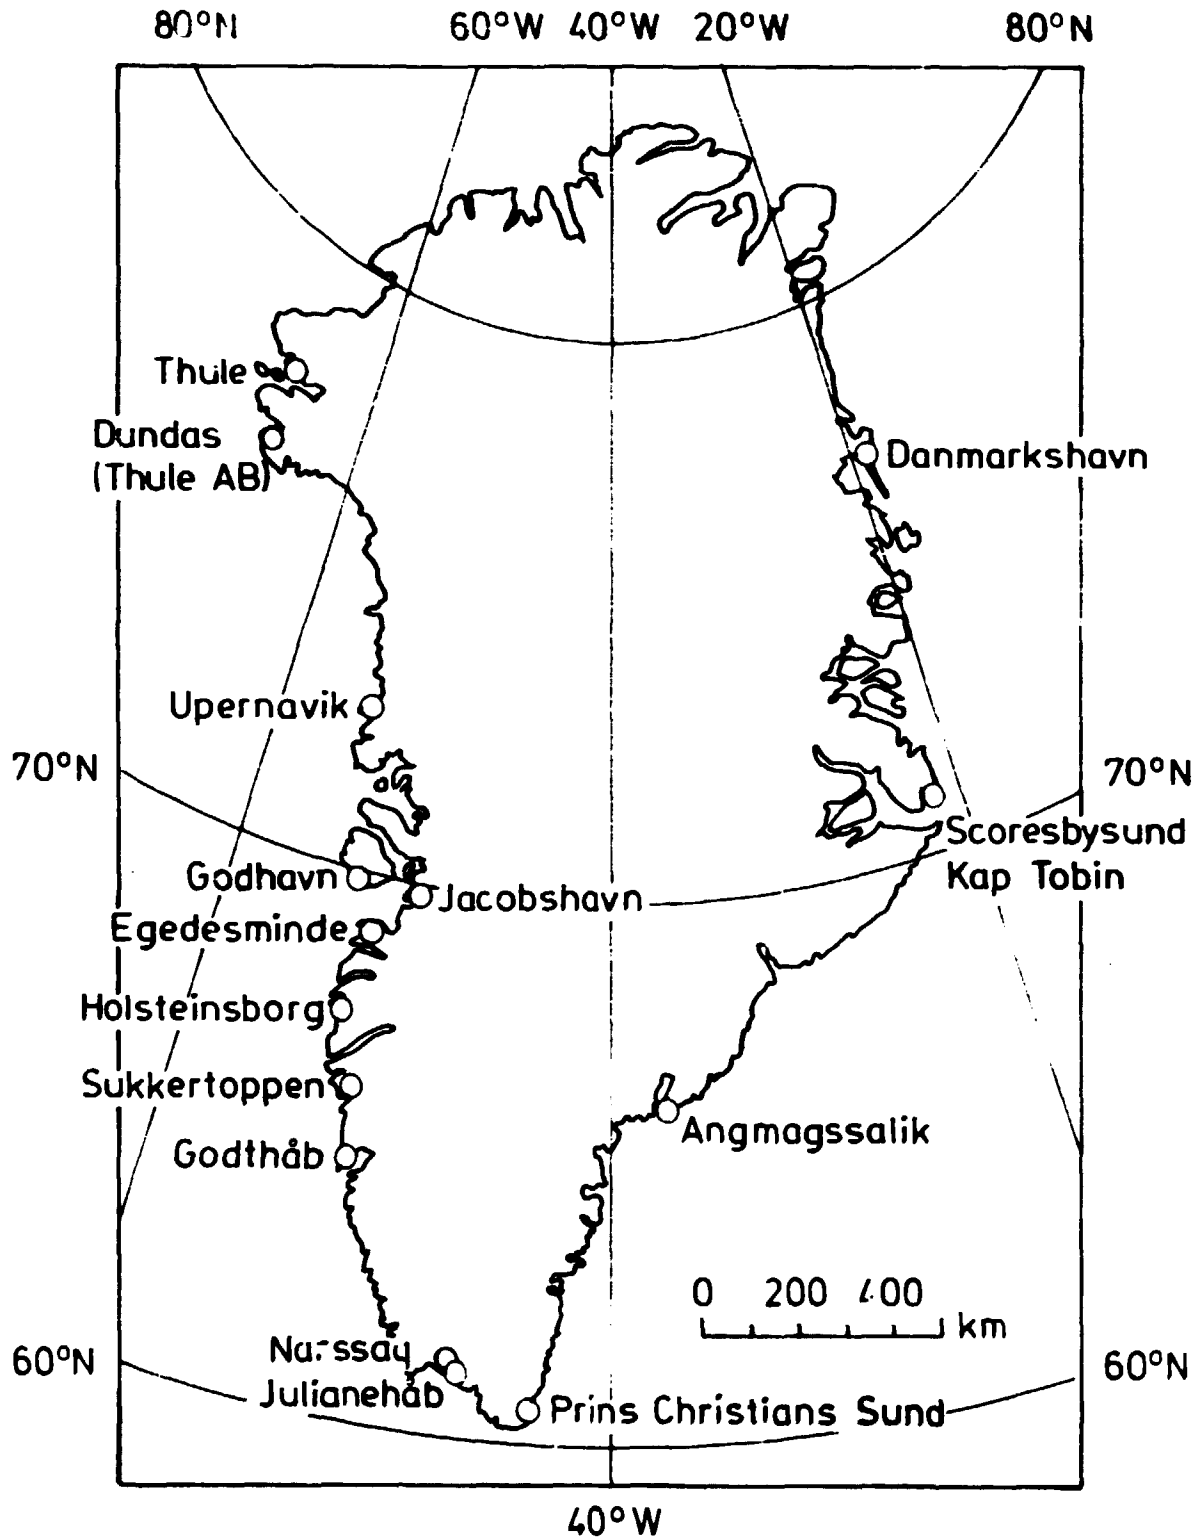 80°N 60°W 40°W 20°W 80°N
Thule
Dundas
(Thule AB)
Danmarkshavn
Upernavik
70°N 70°N
Scoresbysund
Kap Tobin
Godhavn
Jacobshavn
Egedesminde
Holsteinsborg
Sukkertoppen
Angmagssalik
Godthåb
0 200 400
km
60°N 60°N
Julianehåb
Prins Christians Sund
40°W